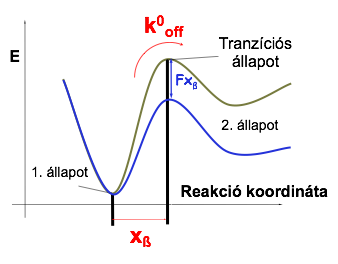 k⁰off
Tranzíciós
állapot
E
Fxß
2. állapot
1. állapot
Reakció koordináta
xß